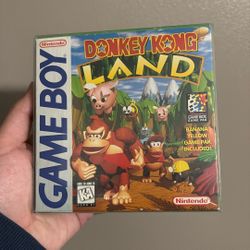 Nintendo
GAME BOY
DONKEY KONG
LAND
BANANA
YELLOW
GAME PAK
INCLUDED!
Nintendo